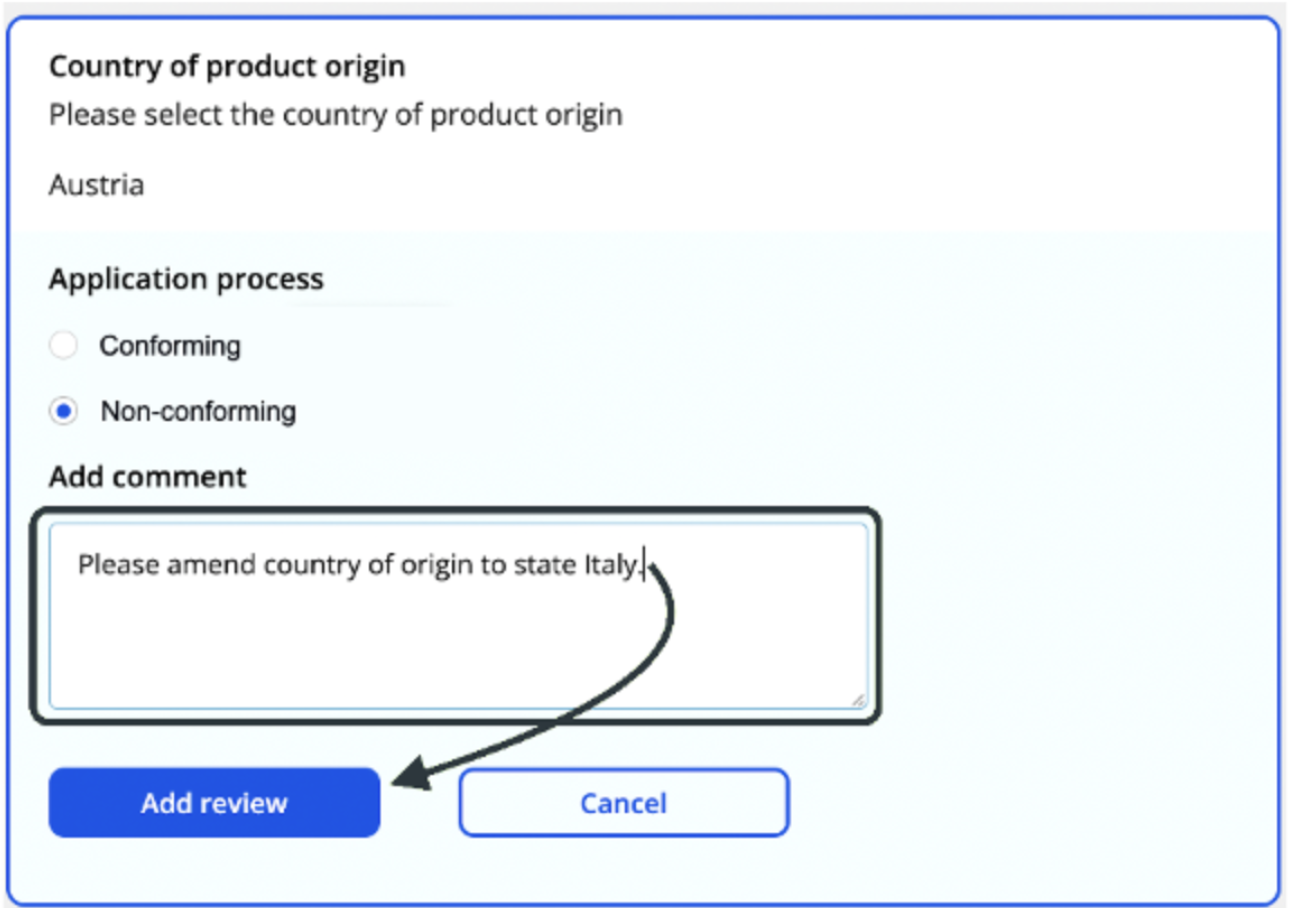 Country of product origin
Please select the country of product origin
Austria
Application process
Conforming
Non-conforming
Add comment
Please amend country of origin to state Italy.
Add review
Cancel